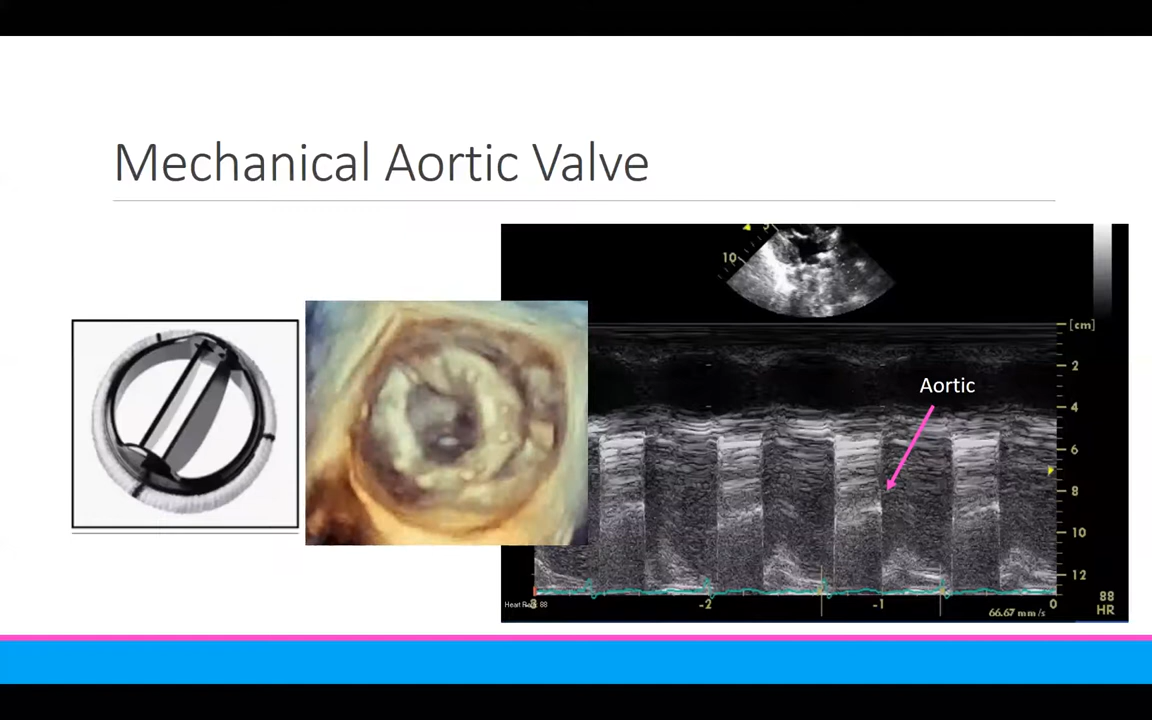 Mechanical Aortic Valve
10
[cm]
2
Aortic
4
6
8
10
12
-2
-1
0
88
HR
66.67 mm/s